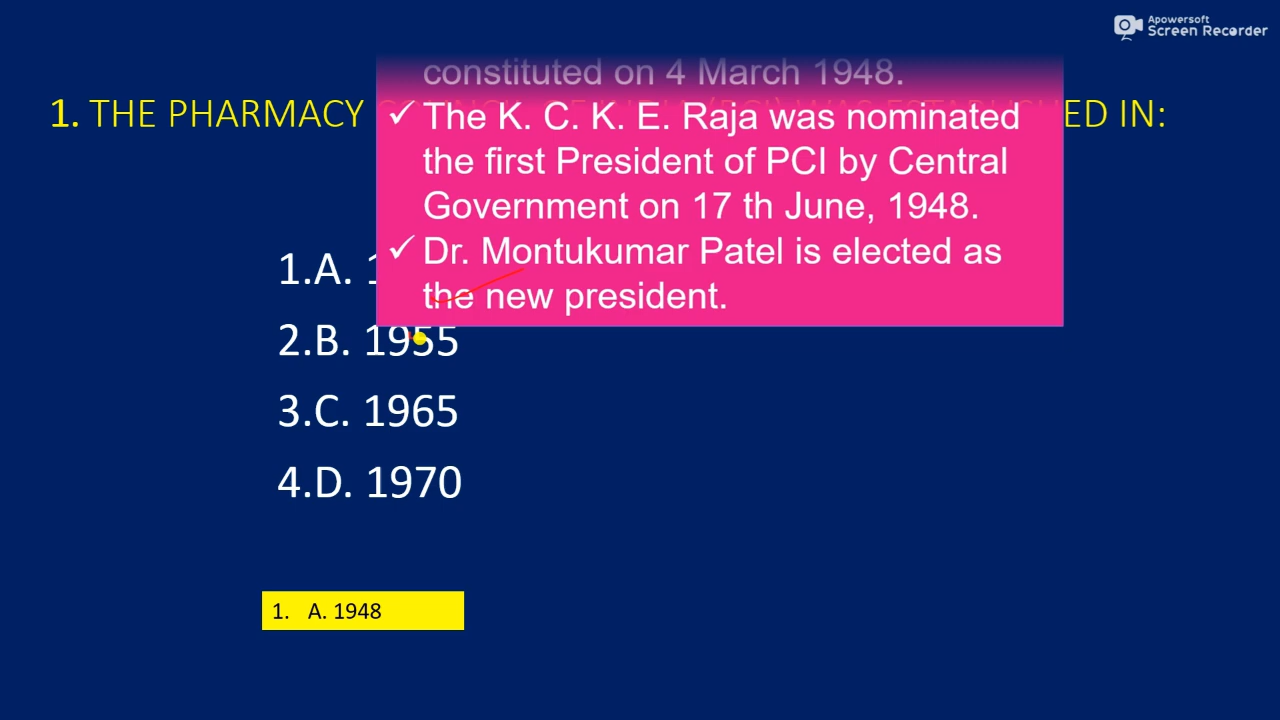 Apowersoft
Screen Recorder
constituted on 4 March 1948.
1. THE PHARMACY
ED IN:
✓ The K. C. K. E. Raja was nominated
the first President of PCI by Central
Government on 17 th June, 1948.
✓ Dr. Montukumar Patel is elected as
the new president.
1.A.
2.B. 1955
3.C. 1965
4.D. 1970
1. A. 1948